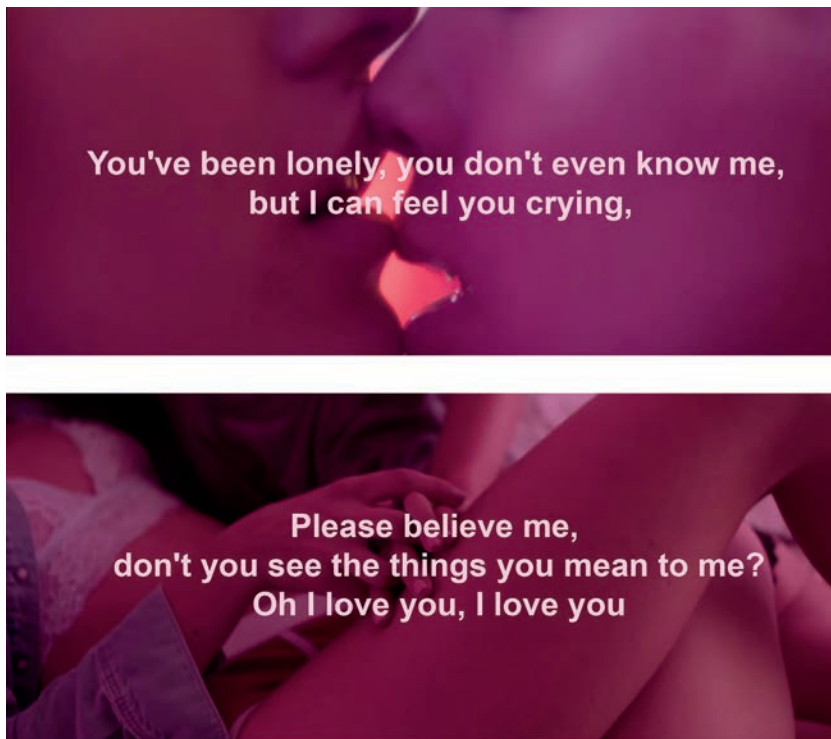 You've been lonely, you don't even know me,
but I can feel you crying,
Please believe me,
don't you see the things you mean to me?
Oh I love you, I love you